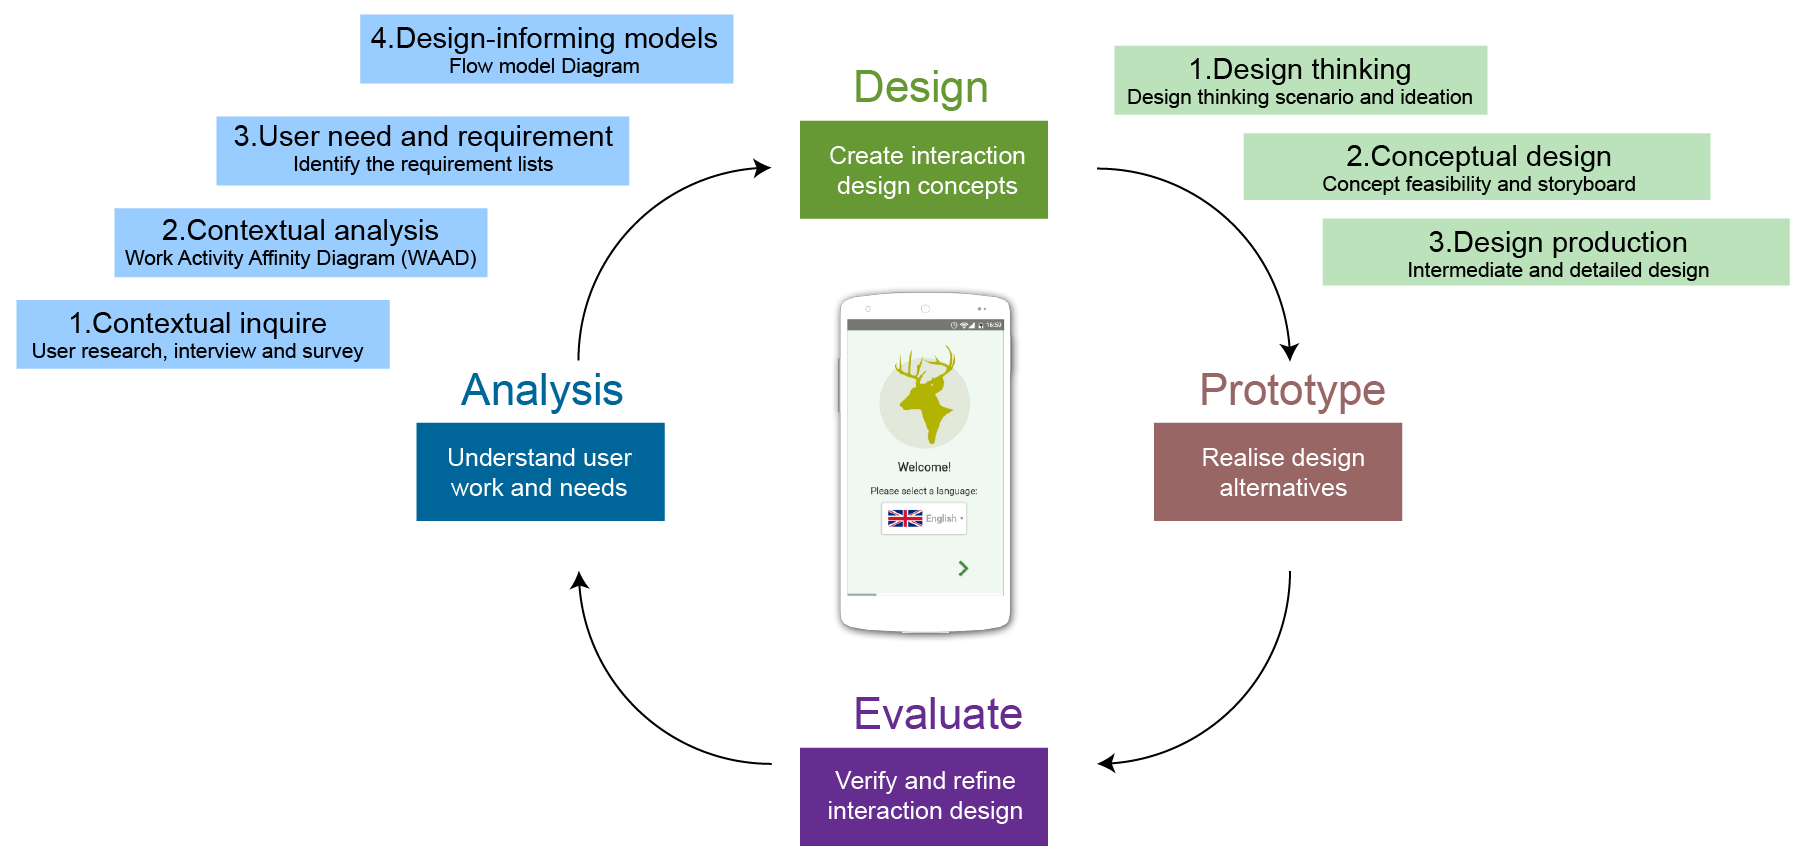 4.Design-informing models
Flow model Diagram
3.User need and requirement
Identify the requirement lists
2.Contextual analysis
Work Activity Affinity Diagram (WAAD)
1.Contextual inquire
User research, interview and survey
Analysis
Understand user
work and needs
Design
Create interaction
design concepts
1.Design thinking
Design thinking scenario and ideation
2.Conceptual design
Concept feasibility and storyboard
3.Design production
Intermediate and detailed design
Prototype
Realise design
alternatives
16:59
Welcome!
Please select a language:
English
Evaluate
Verify and refine
interaction design